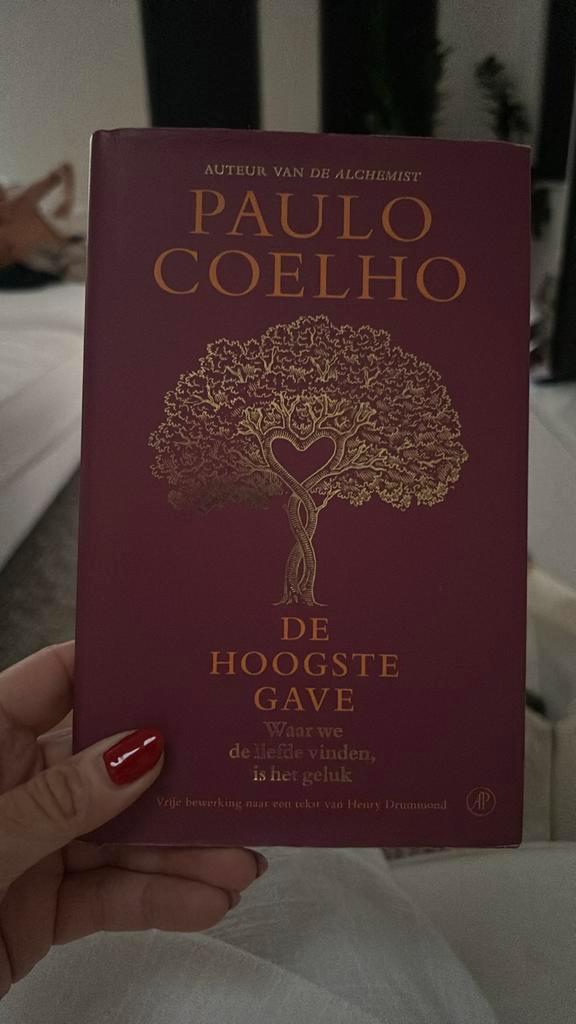 AUTEUR VAN DE ALCHEMIST
PAULO
COELHO
DE
HOOGSTE
GAVE
Waar we
de liefde vinden,
is het geluk
Vrije bewerking naar een tekst van Henry Drummond
AP